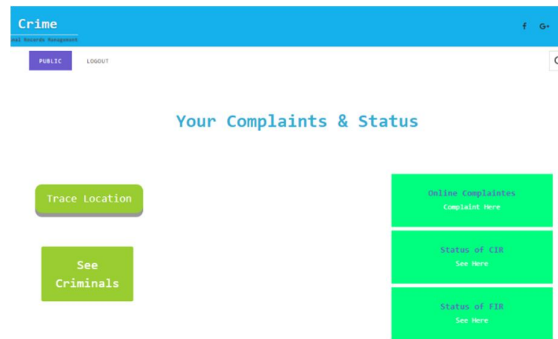 Crime
nal Records Management
f G+
PUBLIC LOGOUT
Your Complaints & Status
Trace Location
See
Criminals
Online Complaintes
Complaint Here
Status of CIR
See Here
Status of FIR
See Here